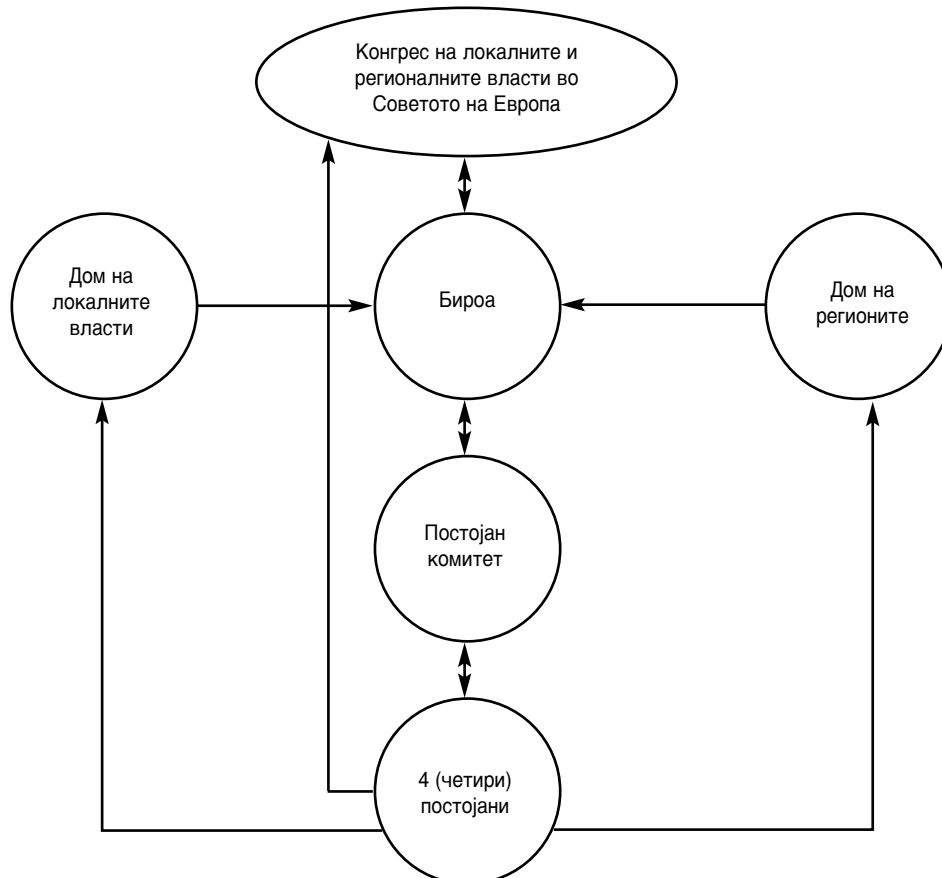 Конгрес на локалните и
регионалните власти во
Советото на Европа
Дом на
локалните
власти
Бироа
Дом на
регионите
Постојан
комитет
4 (четири)
постојани